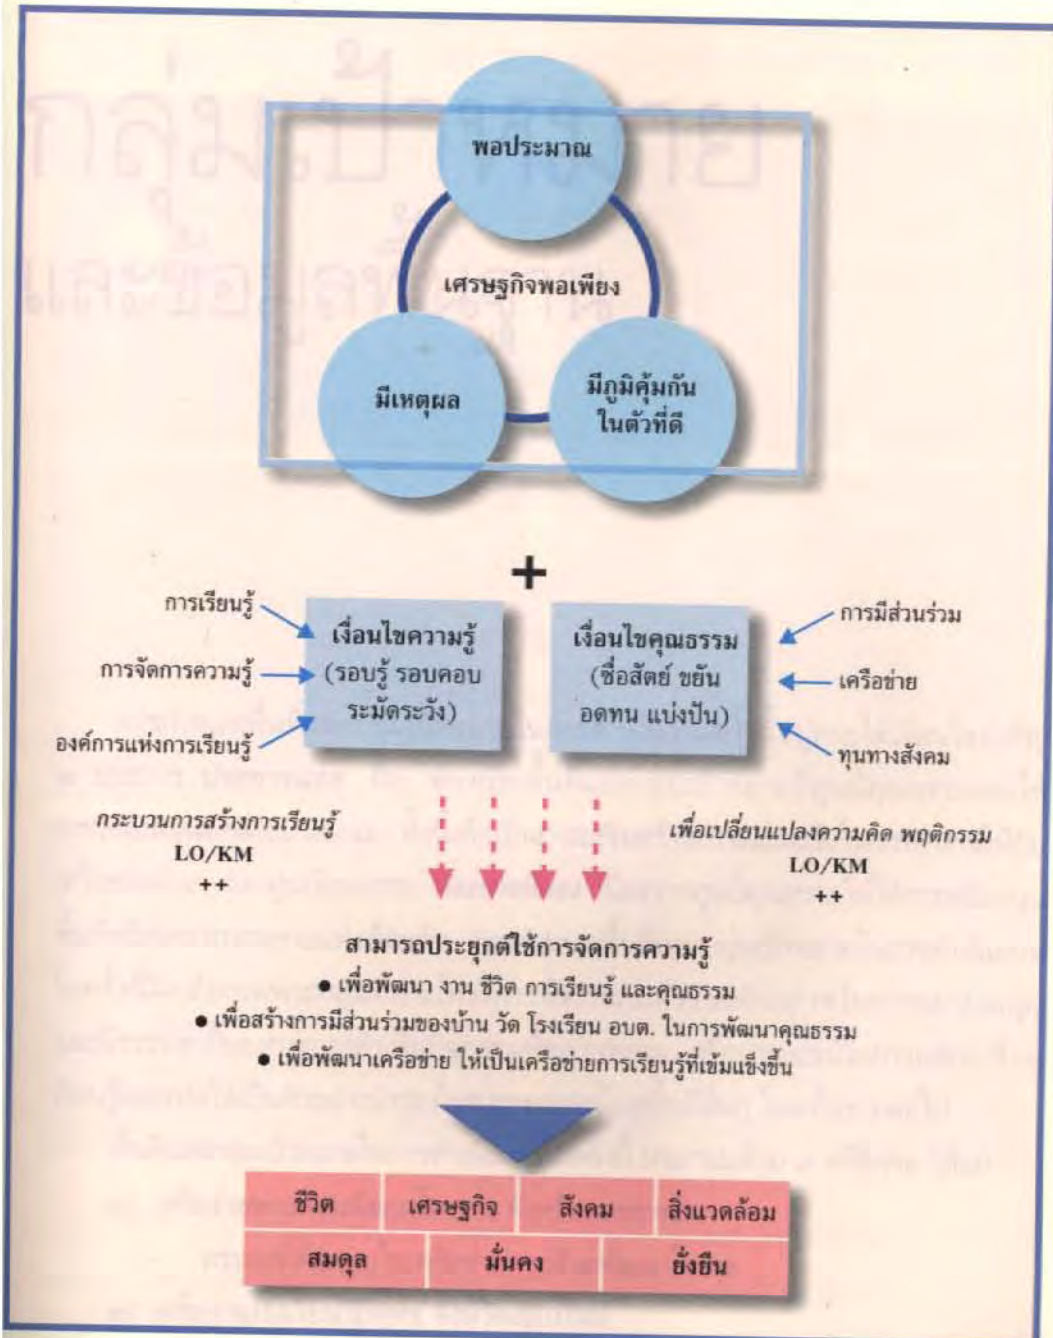 พอประมาณ
เศรษฐกิจพอเพียง
มีเหตุผล
มีภูมิคุ้มกัน
ในตัวที่ดี
+
การเรียนรู้
การจัดการความรู้
องค์การแห่งการเรียนรู้
เงื่อนไขความรู้
(รอบรู้ รอบคอบ
ระมัดระวัง)
เงื่อนไขคุณธรรม
(ซื่อสัตย์ ขยัน
อดทน แบ่งปัน)
การมีส่วนร่วม
เครือข่าย
ทุนทางสังคม
กระบวนการสร้างการเรียนรู้
LO/KM
++
เพื่อเปลี่ยนแปลงความคิด พฤติกรรม
LO/KM
++
สามารถประยุกต์ใช้การจัดการความรู้
● เพื่อพัฒนา งาน ชีวิต การเรียนรู้ และคุณธรรม
● เพื่อสร้างการมีส่วนร่วมของบ้าน วัด โรงเรียน อบต. ในการพัฒนาคุณธรรม
● เพื่อพัฒนาเครือข่าย ให้เป็นเครือข่ายการเรียนรู้ที่เข้มแข็งขึ้น
ชีวิต เศรษฐกิจ สังคม สิ่งแวดล้อม
สมดุล มั่นคง ยั่งยืน